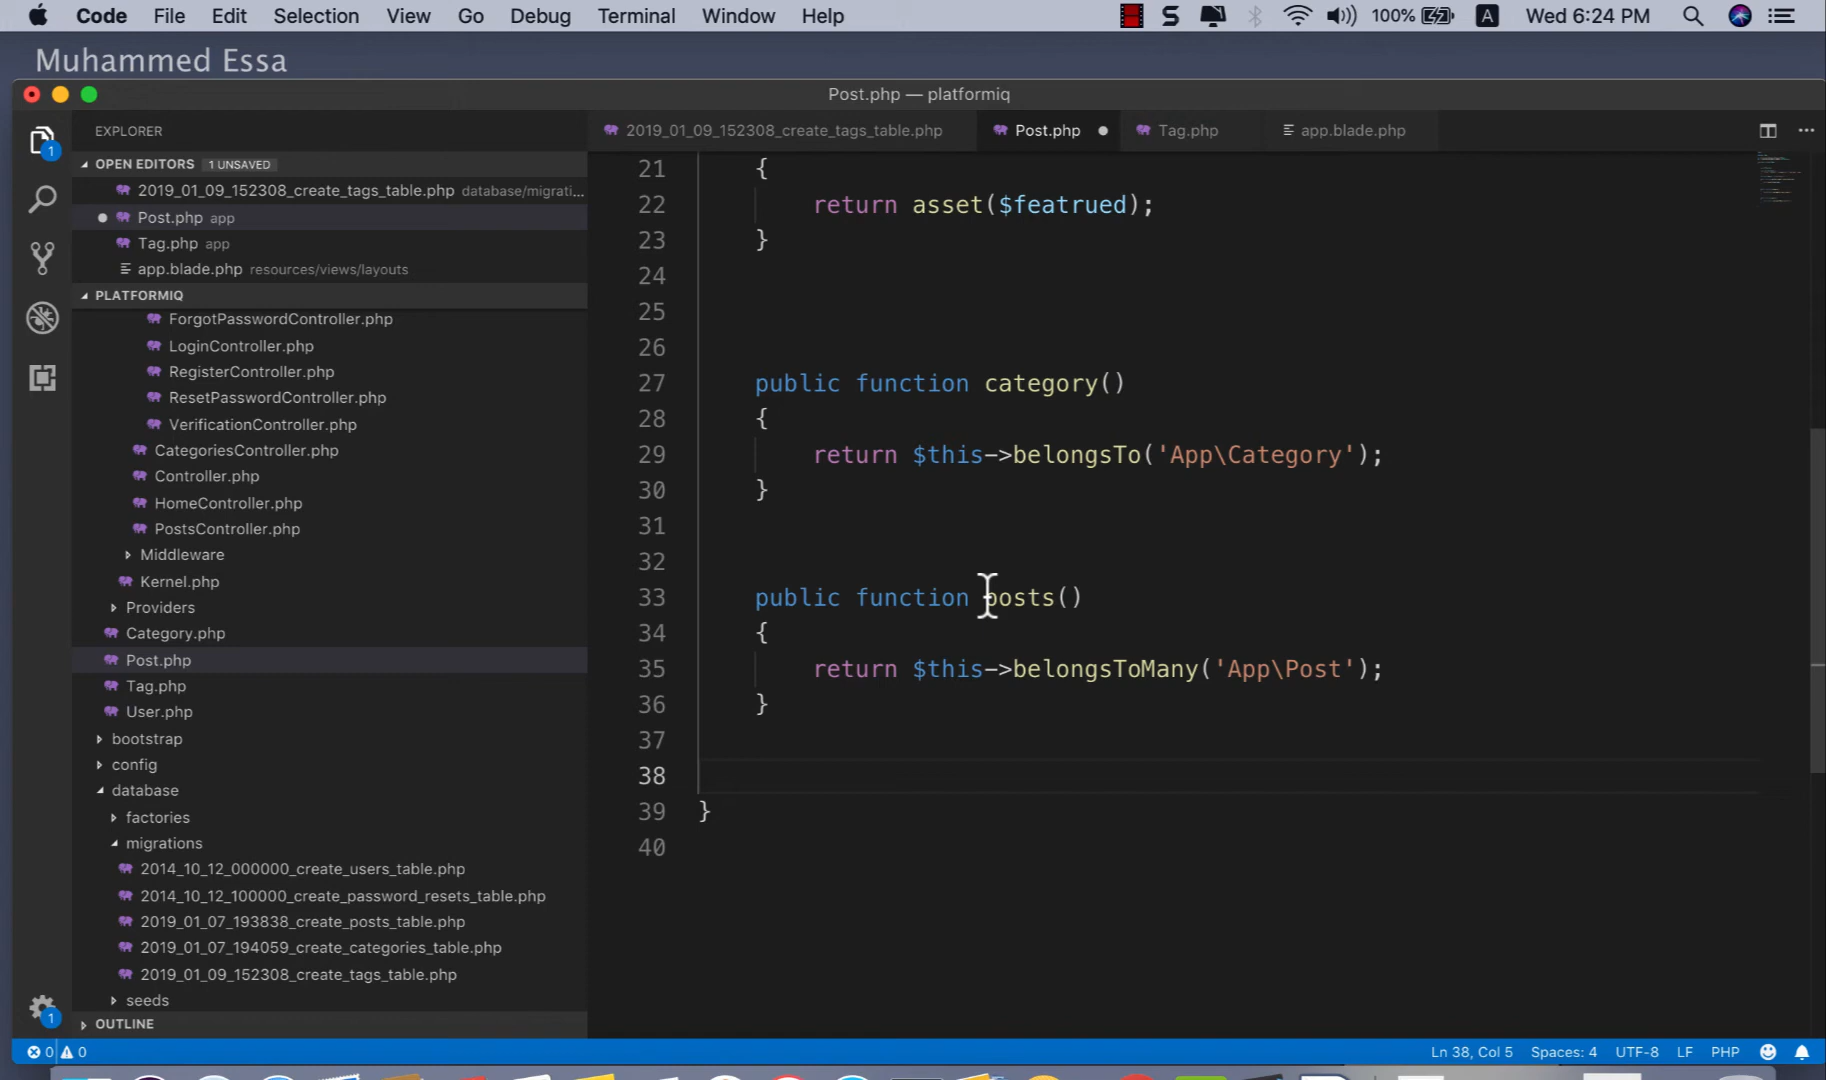 Code File Edit Selection View Go Debug Terminal Window Help S 100% A Wed 6:24 PM
Muhammed Essa
Post.php — platformiq
EXPLORER
2019_01_09_152308_create_tags_table.php Post.php Tag.php app.blade.php
1
OPEN EDITORS 1 UNSAVED
2019_01_09_152308_create_tags_table.php database/migrati...
Post.php app
Tag.php app
app.blade.php resources/views/layouts
PLATFORMIQ
ForgotPasswordController.php
LoginController.php
RegisterController.php
ResetPasswordController.php
VerificationController.php
CategoriesController.php
Controller.php
HomeController.php
PostsController.php
Middleware
Kernel.php
Providers
Category.php
Post.php
Tag.php
User.php
bootstrap
config
database
factories
migrations
2014_10_12_000000_create_users_table.php
2014_10_12_100000_create_password_resets_table.php
2019_01_07_193838_create_posts_table.php
2019_01_07_194059_create_categories_table.php
2019_01_09_152308_create_tags_table.php
seeds
OUTLINE
1
21 {
22 return asset($featrued);
23 }
24
25
26
27 public function category()
28 {
29 return $this->belongsTo('App\Category');
30 }
31
32
33 public function posts()
34 {
35 return $this->belongsToMany('App\Post');
36 }
37
38
39 }
40
0 0 Ln 38, Col 5 Spaces: 4 UTF-8 LF PHP